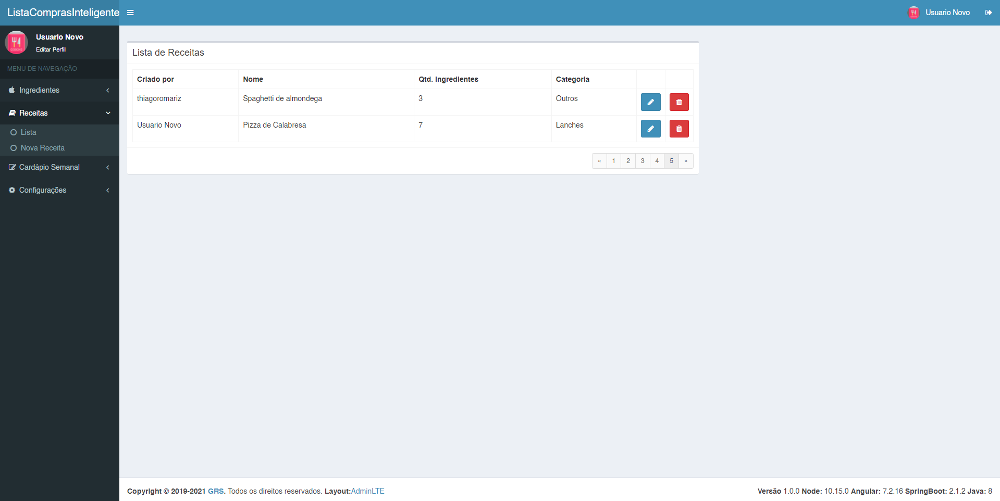 ListaComprasInteligente
Usuario Novo
Usuario Novo
Editar Perfil
MENU DE NAVEGAÇÃO
Ingredientes
Receitas
Lista
Nova Receita
Cardápio Semanal
Configurações
Lista de Receitas
Criado por Nome Qtd. Ingredientes Categoria
thiagoromariz Spaghetti de almondega 3 Outros
Usuario Novo Pizza de Calabresa 7 Lanches
« 1 2 3 4 5 »
Copyright © 2019-2021 GRS. Todos os direitos reservados. Layout:AdminLTE
Versão 1.0.0 Node: 10.15.0 Angular: 7.2.16 SpringBoot: 2.1.2 Java: 8